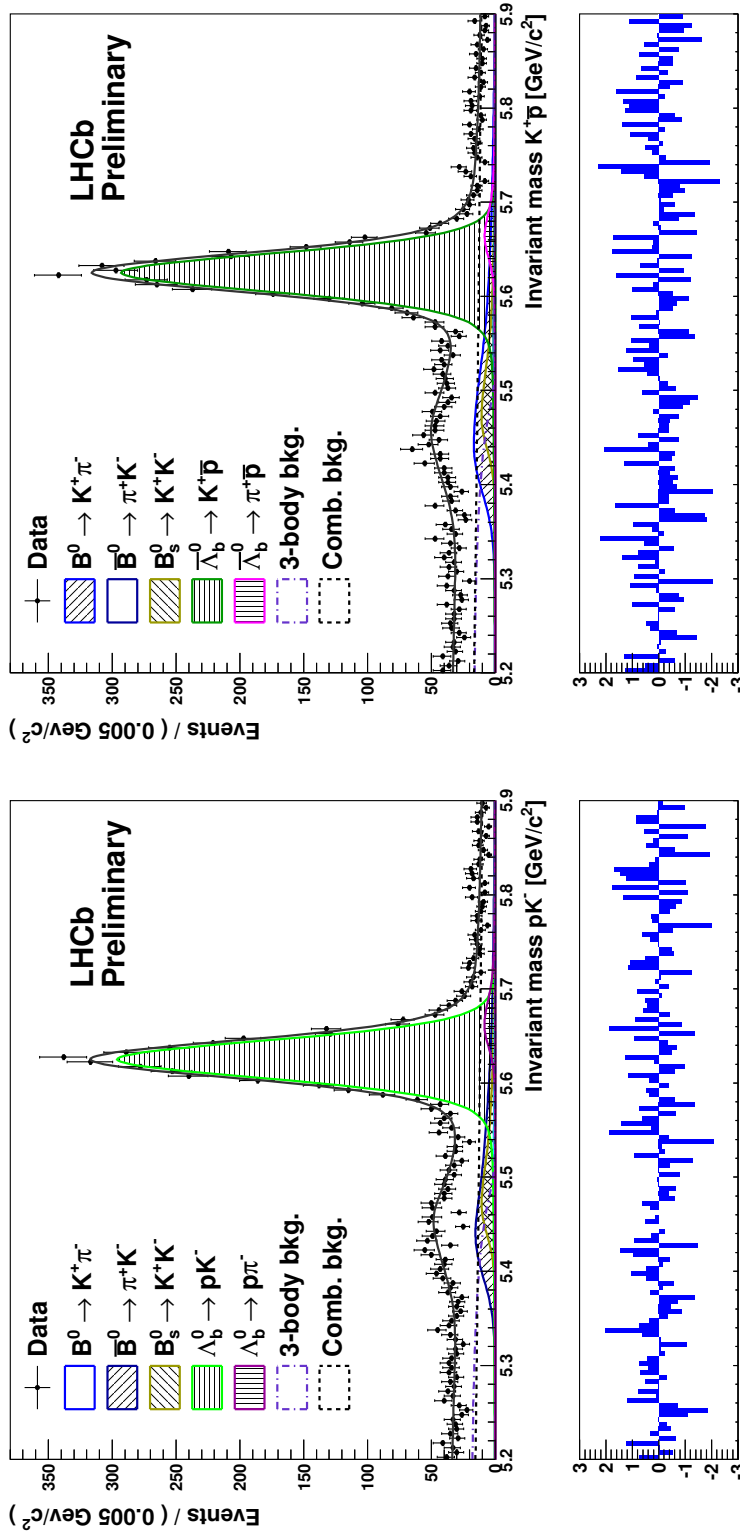 Events / ( 0.005 Gev/c²)
350
300
250
200
150
100
50
0
LHCb
Preliminary
Data
B⁰ → K⁺π⁻
B̅⁰ → π⁺K⁻
B⁰ₛ → K⁺K⁻
Λ⁰_b → pK⁻
Λ⁰_b → pπ⁻
3-body bkg.
Comb. bkg.
5.2 5.3 5.4 5.5 5.6 5.7 5.8 5.9
Invariant mass pK⁻ [GeV/c²]
3
2
1
0
-1
-2
-3
Events / ( 0.005 Gev/c²)
350
300
250
200
150
100
50
0
LHCb
Preliminary
Data
B⁰ → K⁺π⁻
B̅⁰ → π⁺K⁻
B⁰ₛ → K⁺K⁻
Λ̅⁰_b → K⁺p̅
Λ̅⁰_b → π⁺p̅
3-body bkg.
Comb. bkg.
5.2 5.3 5.4 5.5 5.6 5.7 5.8 5.9
Invariant mass K⁺p̅ [GeV/c²]
3
2
1
0
-1
-2
-3